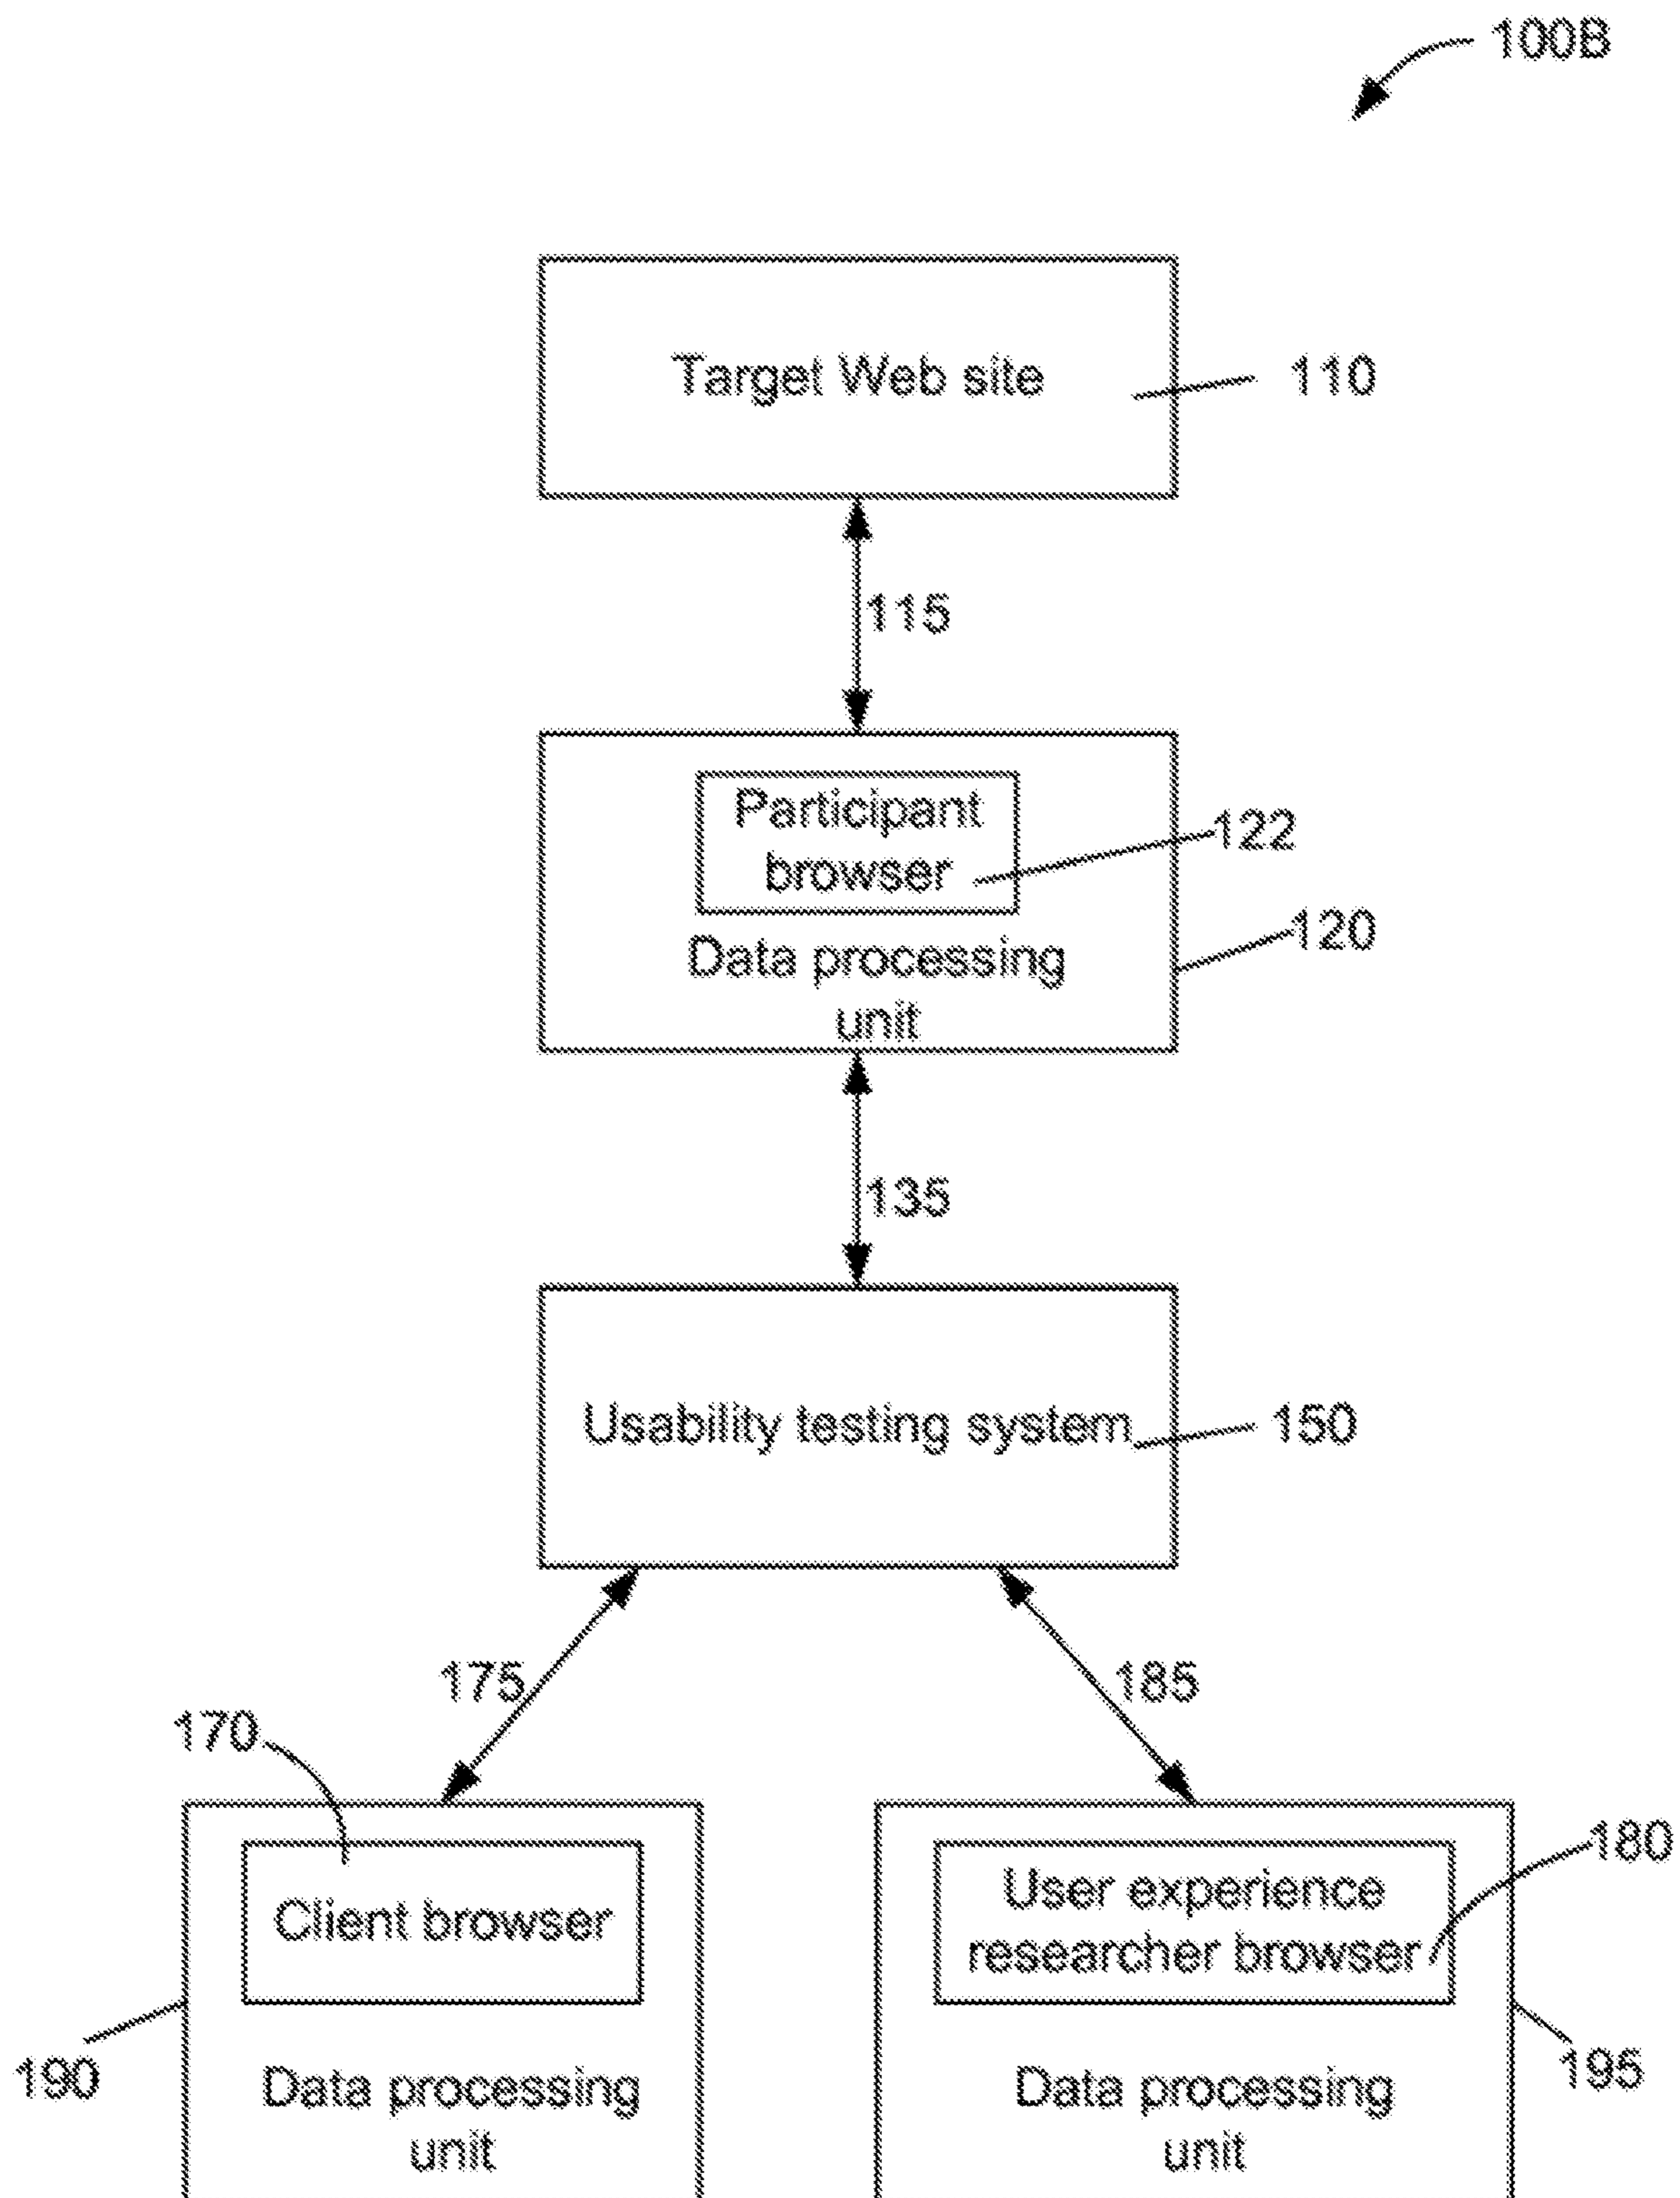 100B
Target Web site
110
115
Participant
browser
122
120
Data processing
unit
135
Usability testing system
150
175
185
170
180
Client browser
User experience
researcher browser
190
195
Data processing
unit
Data processing
unit